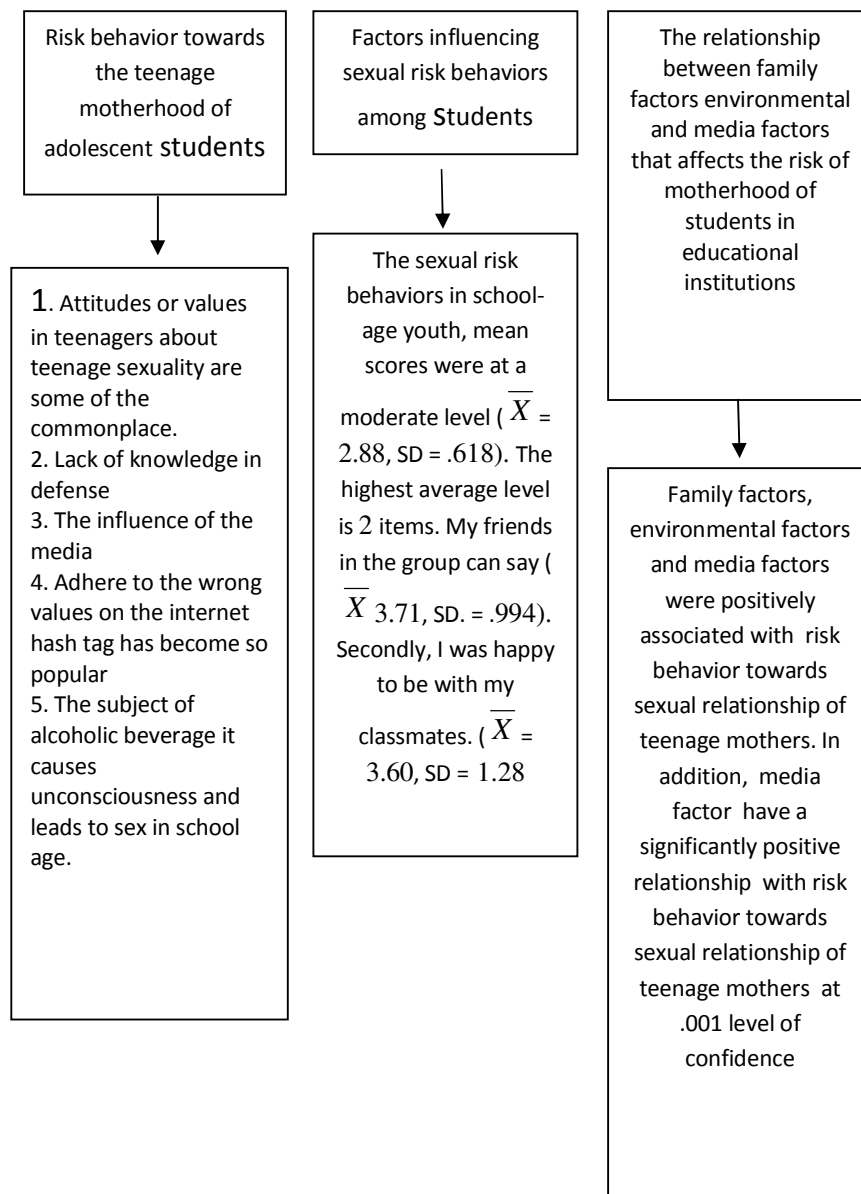 Risk behavior towards
the teenage
motherhood of
adolescent students
1. Attitudes or values
in teenagers about
teenage sexuality are
some of the
commonplace.
2. Lack of knowledge in
defense
3. The influence of the
media
4. Adhere to the wrong
values on the internet
hash tag has become so
popular
5. The subject of
alcoholic beverage it
causes
unconsciousness and
leads to sex in school
age.
Factors influencing
sexual risk behaviors
among Students
The sexual risk
behaviors in school-
age youth, mean
scores were at a
moderate level ( X̅ =
2.88, SD = .618). The
highest average level
is 2 items. My friends
in the group can say (
X̅ 3.71, SD. = .994).
Secondly, I was happy
to be with my
classmates. ( X̅ =
3.60, SD = 1.28
The relationship
between family
factors environmental
and media factors
that affects the risk of
motherhood of
students in
educational
institutions
Family factors,
environmental factors
and media factors
were positively
associated with risk
behavior towards
sexual relationship of
teenage mothers. In
addition, media
factor have a
significantly positive
relationship with risk
behavior towards
sexual relationship of
teenage mothers at
.001 level of
confidence